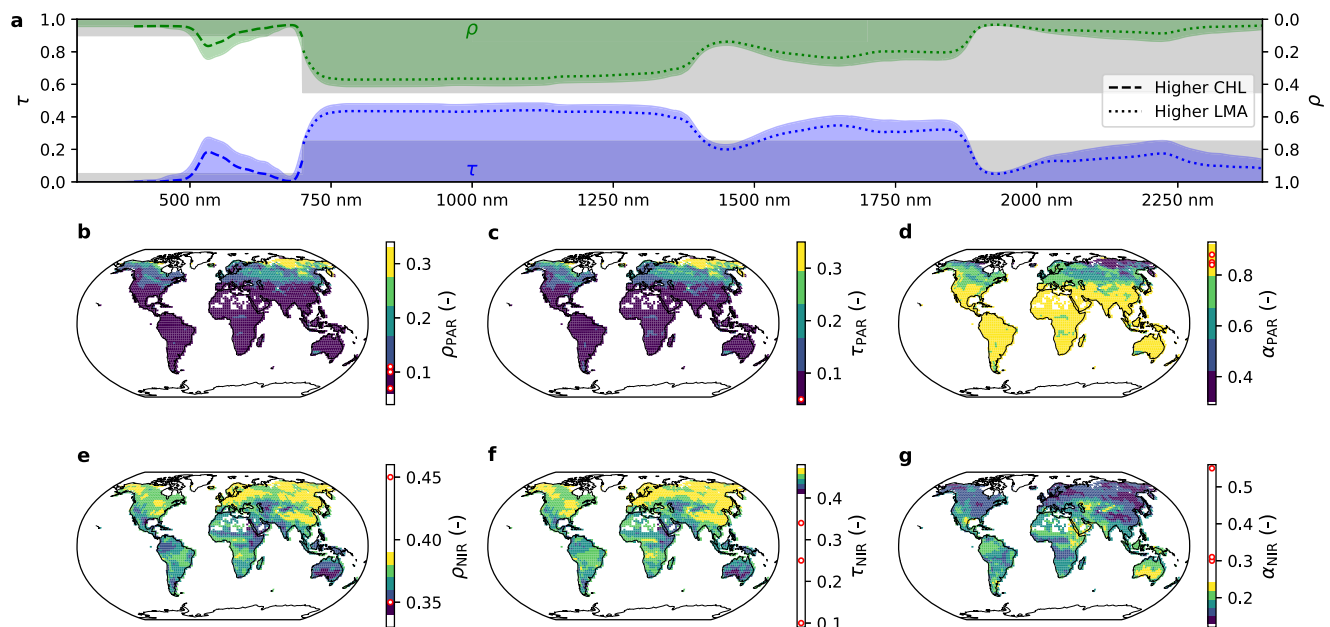 a
1.0
0.8
0.6
0.4
0.2
0.0
τ
ρ
τ
Higher CHL
Higher LMA
0.0
0.2
0.4
0.6
0.8
1.0
ρ
500 nm
750 nm
1000 nm
1250 nm
1500 nm
1750 nm
2000 nm
2250 nm
b
0.3
0.2
0.1
ρPAR (-)
c
0.3
0.2
0.1
τPAR (-)
d
0.8
0.6
0.4
αPAR (-)
e
0.45
0.40
0.35
ρNIR (-)
f
0.4
0.3
0.2
0.1
τNIR (-)
g
0.5
0.4
0.3
0.2
αNIR (-)